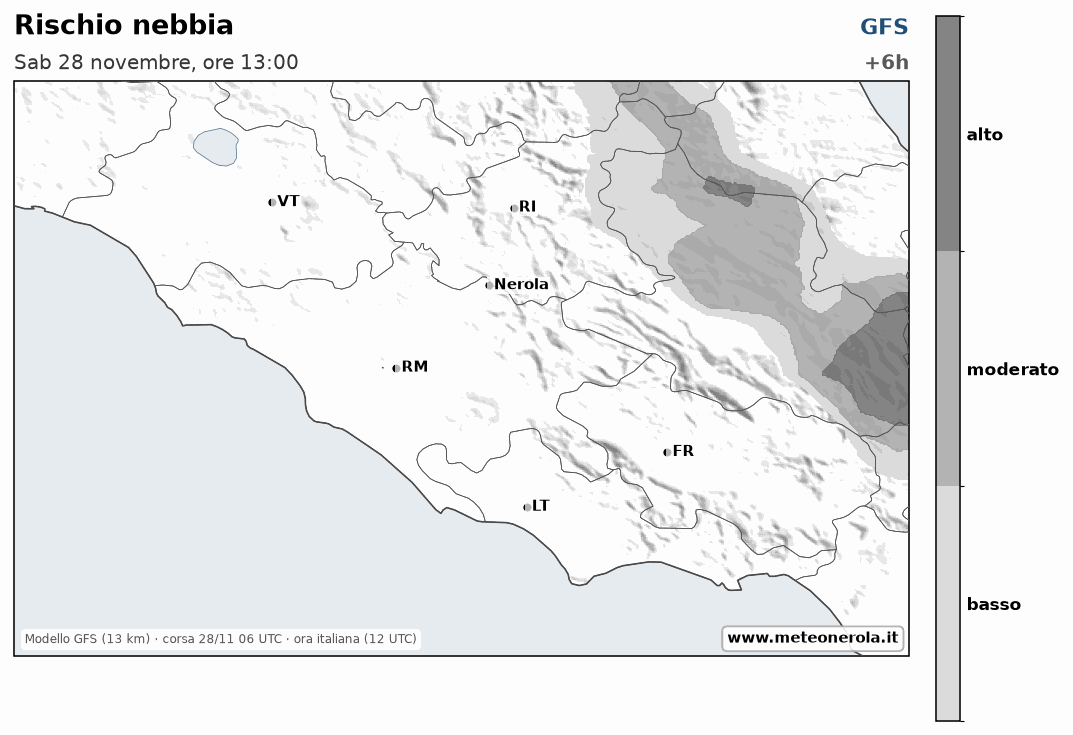 Rischio nebbia
GFS
Sab 28 novembre, ore 13:00
+6h
alto
VT
RI
Nerola
RM
moderato
FR
LT
basso
Modello GFS (13 km) · corsa 28/11 06 UTC · ora italiana (12 UTC)
www.meteonerola.it